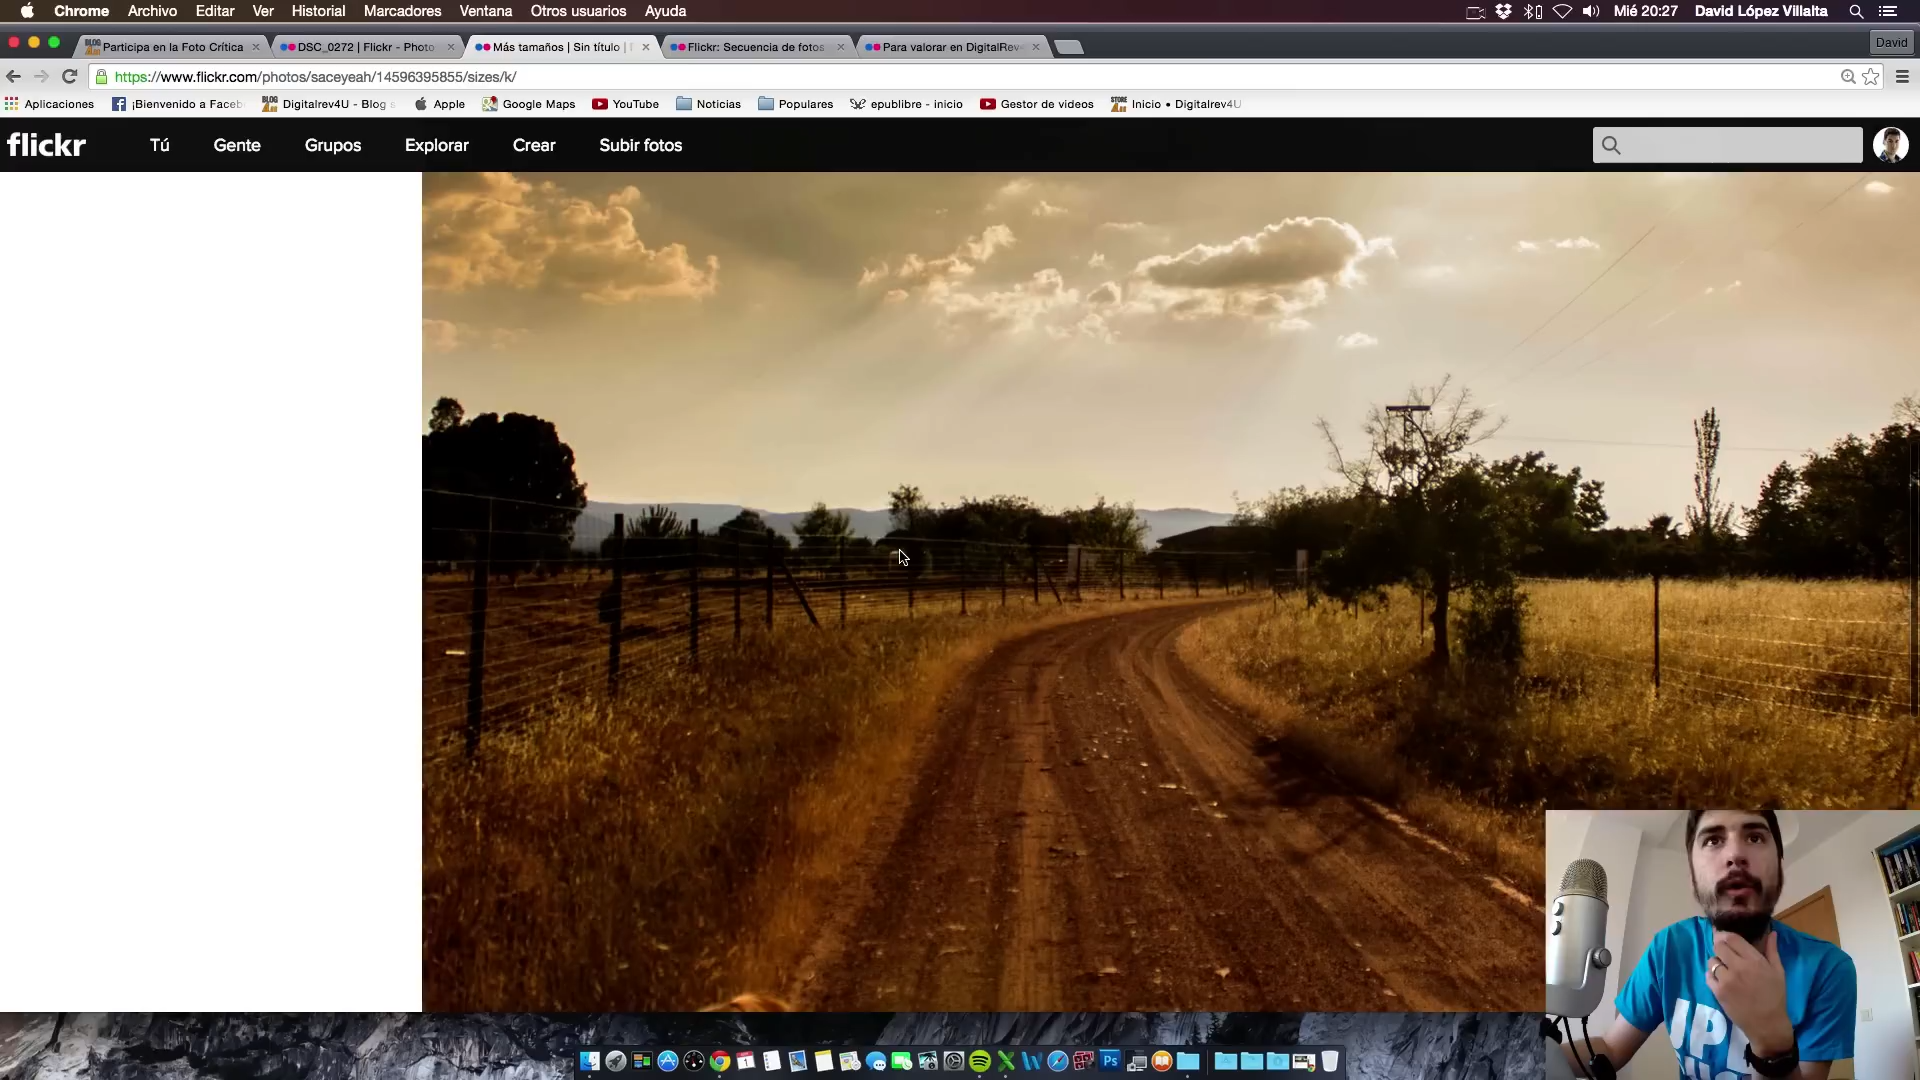 Chrome Archivo Editar Ver Historial Marcadores Ventana Otros usuarios Ayuda Mié 20:27 David López Villalta
Participa en la Foto Crítica DSC_0272 | Flickr - Photo Más tamaños | Sin título | Flickr: Secuencia de fotos Para valorar en DigitalRev David
https://www.flickr.com/photos/saceyeah/14596395855/sizes/k/
Aplicaciones ¡Bienvenido a Faceb Digitalrev4U - Blog Apple Google Maps YouTube Noticias Populares epublibre - inicio Gestor de videos Inicio • Digitalrev4U
flickr Tú Gente Grupos Explorar Crear Subir fotos